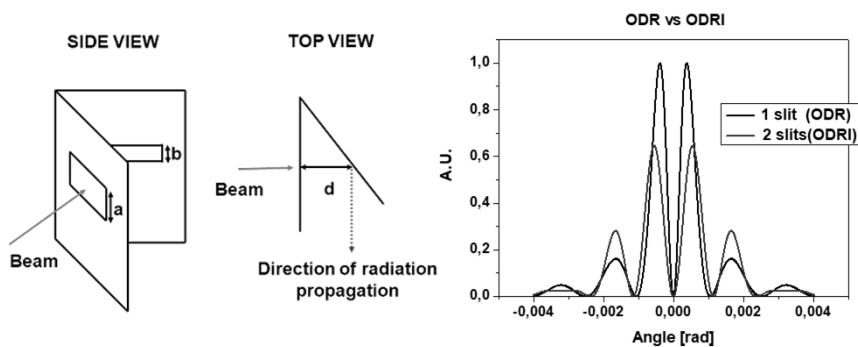 SIDE VIEW
b
a
Beam
TOP VIEW
Beam
d
Direction of radiation
propagation
ODR vs ODRI
1,0
0,8
0,6
0,4
0,2
0,0
A.U.
1 slit (ODR)
2 slits(ODRI)
-0,004
-0,002
0,000
0,002
0,004
Angle [rad]